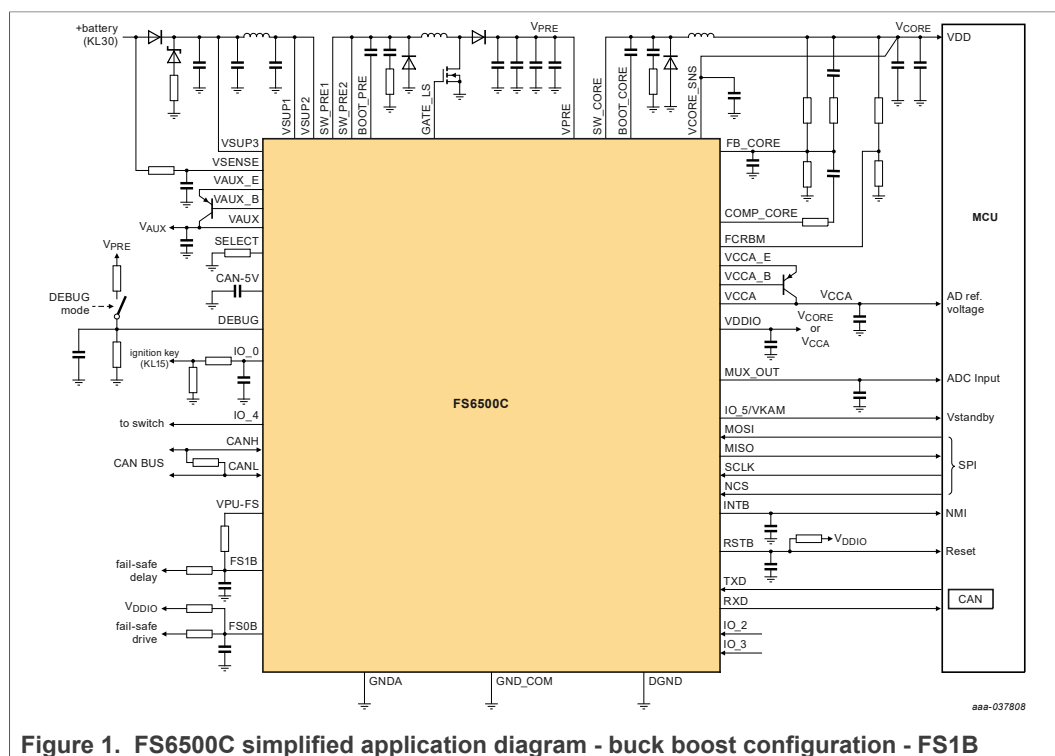 +battery
(KL30)
VPRE
VCORE
VDD
VSUP1
VSUP2
SW_PRE1
SW_PRE2
BOOT_PRE
GATE_LS
VPRE
SW_CORE
BOOT_CORE
VCORE_SNS
VSUP3
VSENSE
VAUX_E
VAUX_B
VAUX
VAUX
SELECT
VPRE
CAN-5V
DEBUG
mode
DEBUG
ignition key
(KL15)
IO_0
to switch
IO_4
CANH
CAN BUS
CANL
VPU-FS
fail-safe
delay
FS1B
VDDIO
fail-safe
drive
FS0B
FS6500C
FB_CORE
COMP_CORE
FCRBM
VCCA_E
VCCA_B
VCCA
VCCA
AD ref.
voltage
VDDIO
VCORE
or
VCCA
MUX_OUT
ADC Input
IO_5/VKAM
Vstandby
MOSI
MISO
SCLK
NCS
SPI
INTB
NMI
RSTB
VDDIO
Reset
TXD
RXD
CAN
IO_2
IO_3
MCU
GNDA
GND_COM
DGND
aaa-037808
Figure 1. FS6500C simplified application diagram - buck boost configuration - FS1B